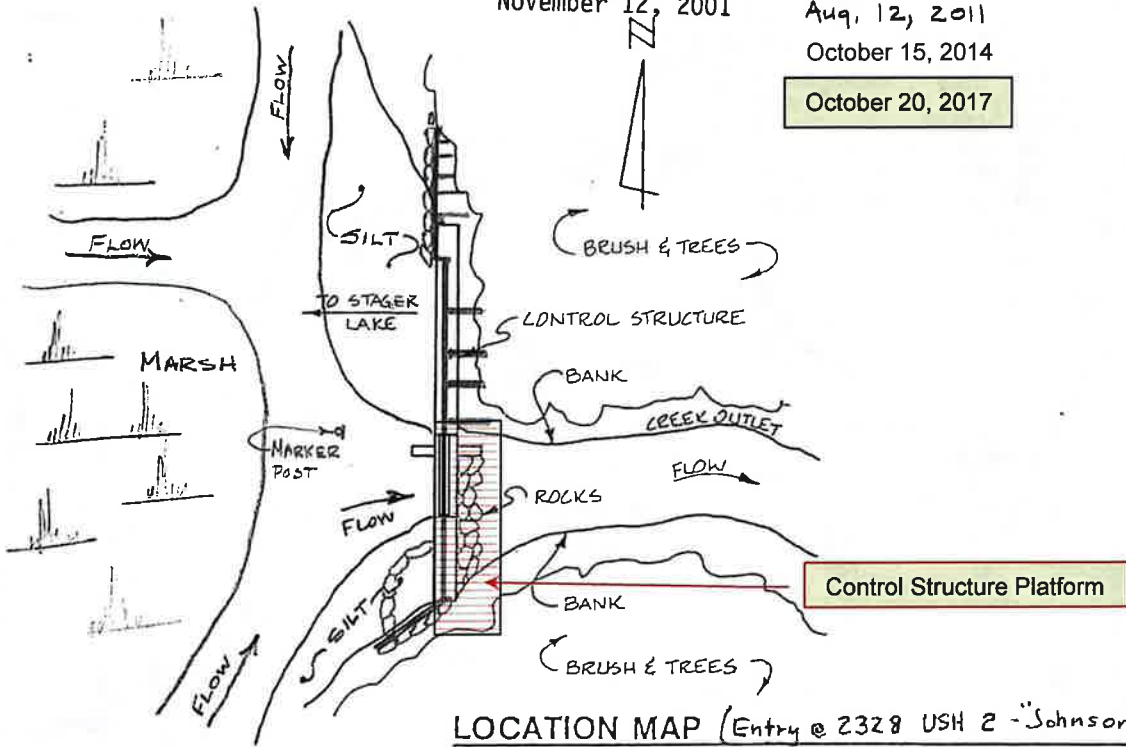 November 12, 2001
Aug. 12, 2011
October 15, 2014
October 20, 2017
N
FLOW
FLOW
SILT
BRUSH & TREES
TO STAGER
LAKE
CONTROL STRUCTURE
MARSH
BANK
CREEK OUTLET
MARKER
POST
FLOW
ROCKS
FLOW
Control Structure Platform
BANK
SILT
BRUSH & TREES
FLOW
LOCATION MAP (Entry @ 2328 USH 2 - "Johnson